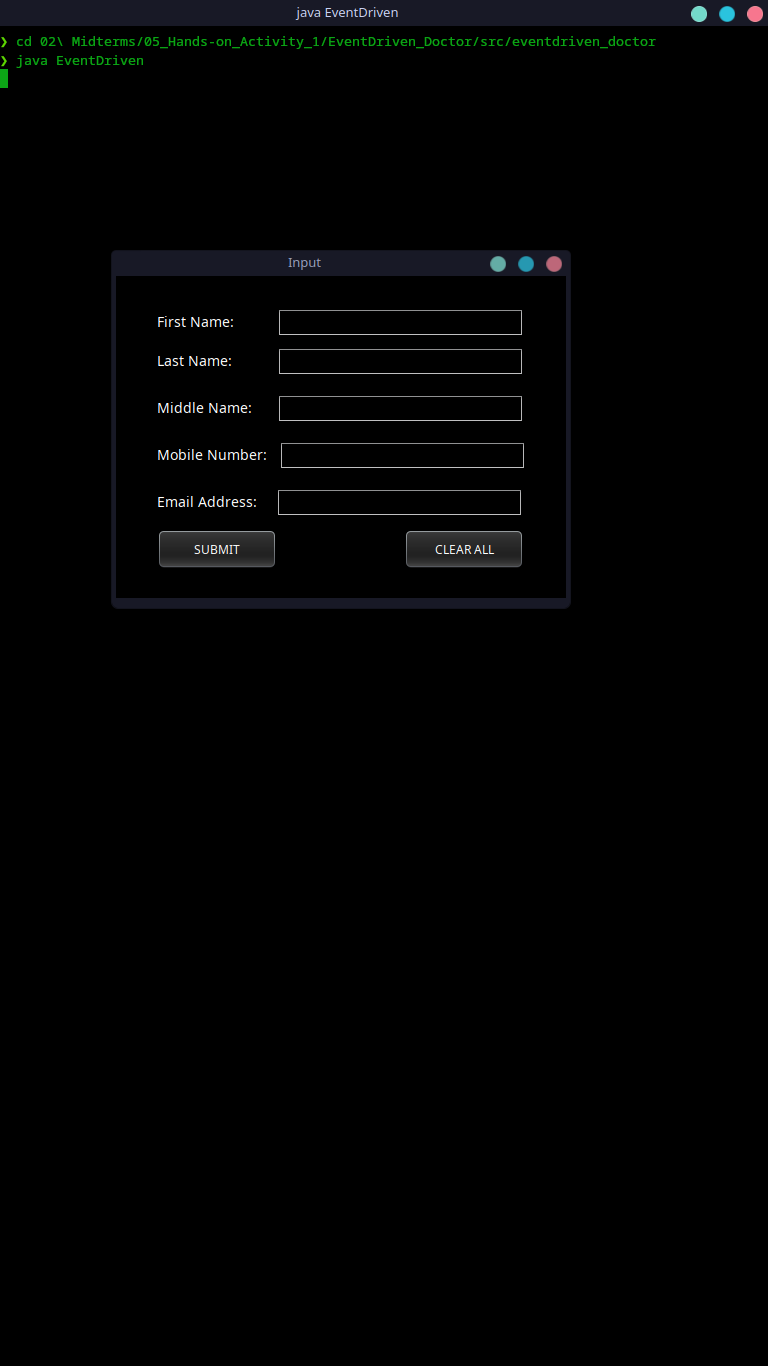 java EventDriven
❯ cd 02\ Midterms/05_Hands-on_Activity_1/EventDriven_Doctor/src/eventdriven_doctor
❯ java EventDriven
Input
First Name:
Last Name:
Middle Name:
Mobile Number:
Email Address:
SUBMIT CLEAR ALL